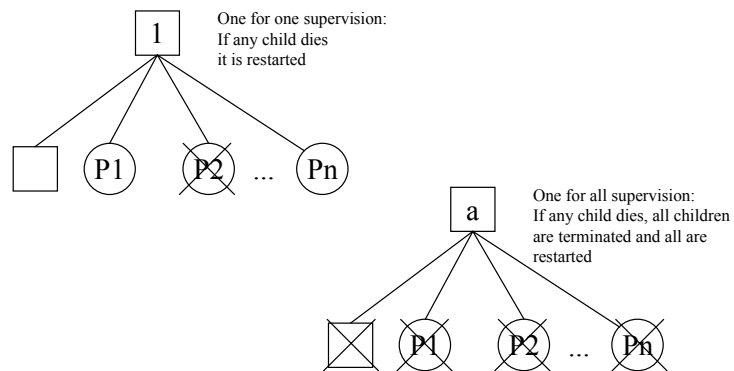 1
One for one supervision:
If any child dies
it is restarted
P1
P2
...
Pn
a
One for all supervision:
If any child dies, all children
are terminated and all are
restarted
P1
P2
...
Pn